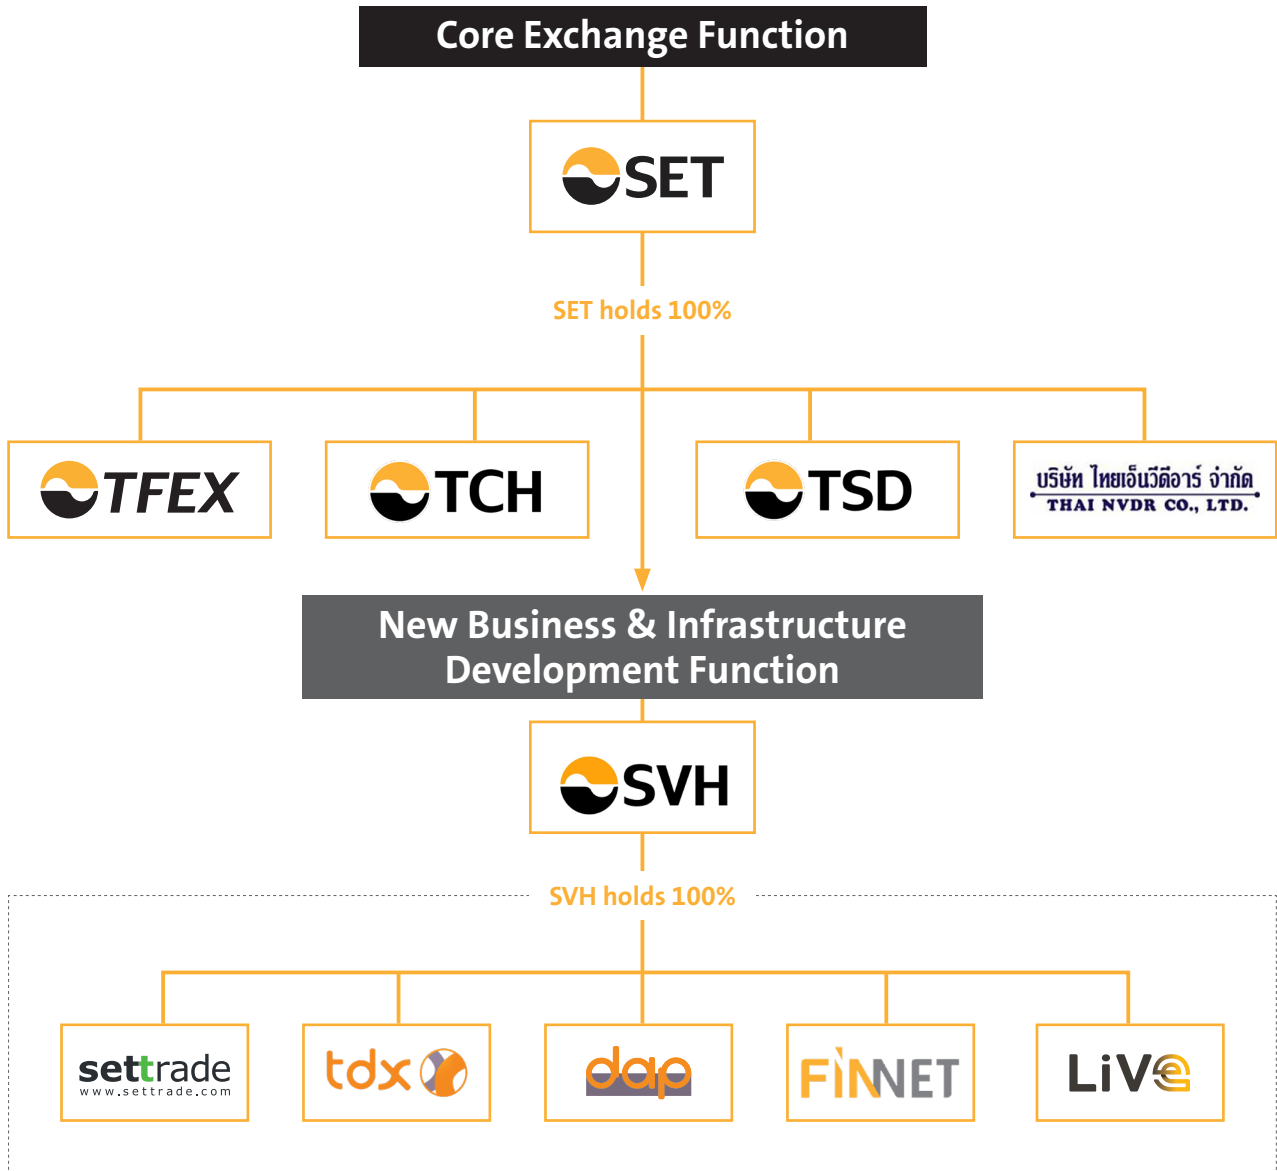 Core Exchange Function
SET
SET holds 100%
TFEX
TCH
TSD
บริษัท ไทยเอ็นวีดีอาร์ จำกัด
THAI NVDR CO., LTD.
New Business & Infrastructure
Development Function
SVH
SVH holds 100%
settrade
www.settrade.com
tdx
dap
FINNET
LiVe